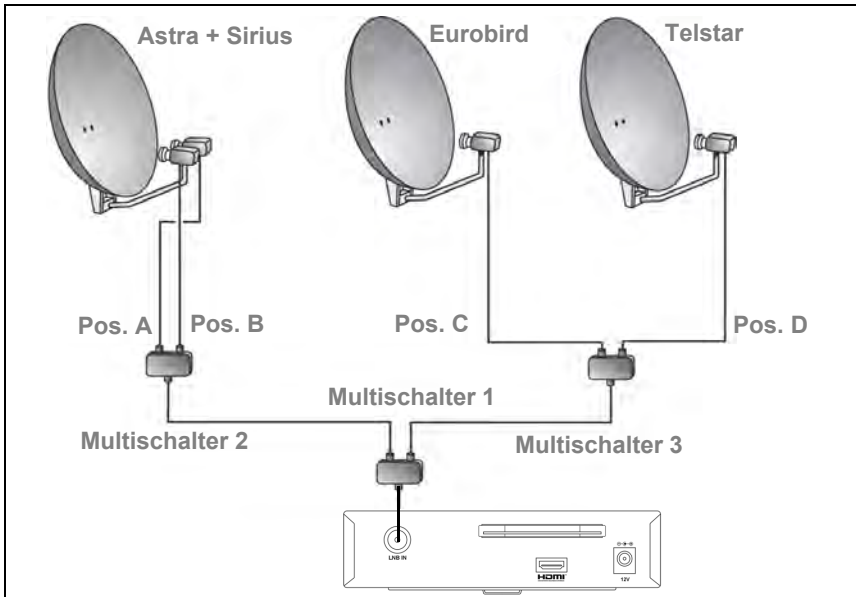 Astra + Sirius
Eurobird
Telstar
Pos. A
Pos. B
Pos. C
Pos. D
Multischalter 1
Multischalter 2
Multischalter 3
LNB IN
HDMI
12V